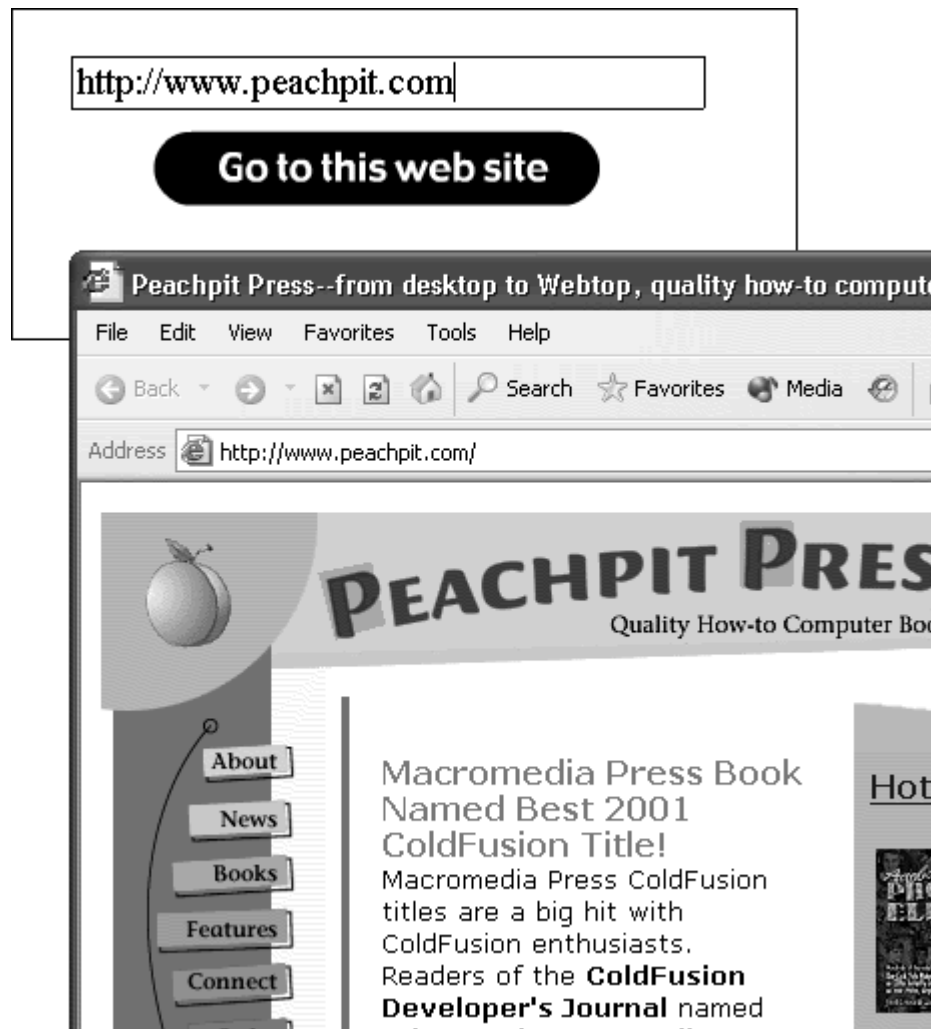 http://www.peachpit.com
Go to this web site
Peachpit Press--from desktop to Webtop, quality how-to compute
File Edit View Favorites Tools Help
Back Search Favorites Media
Address http://www.peachpit.com/
PEACHPIT PRES
Quality How-to Computer Boo
About
News
Books
Features
Connect
Macromedia Press Book
Named Best 2001
ColdFusion Title!
Macromedia Press ColdFusion
titles are a big hit with
ColdFusion enthusiasts.
Readers of the ColdFusion
Developer's Journal named
Hot